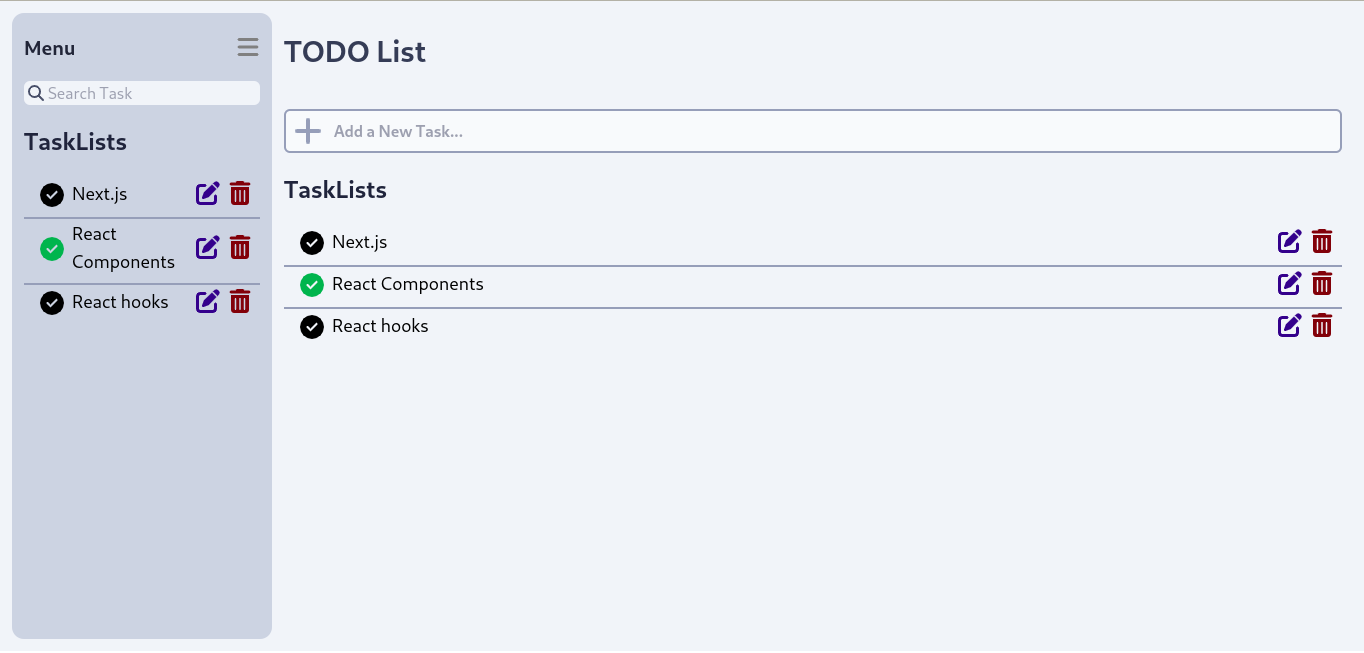 Menu
Search Task
TaskLists
Next.js
React
Components
React hooks
TODO List
Add a New Task...
TaskLists
Next.js
React Components
React hooks